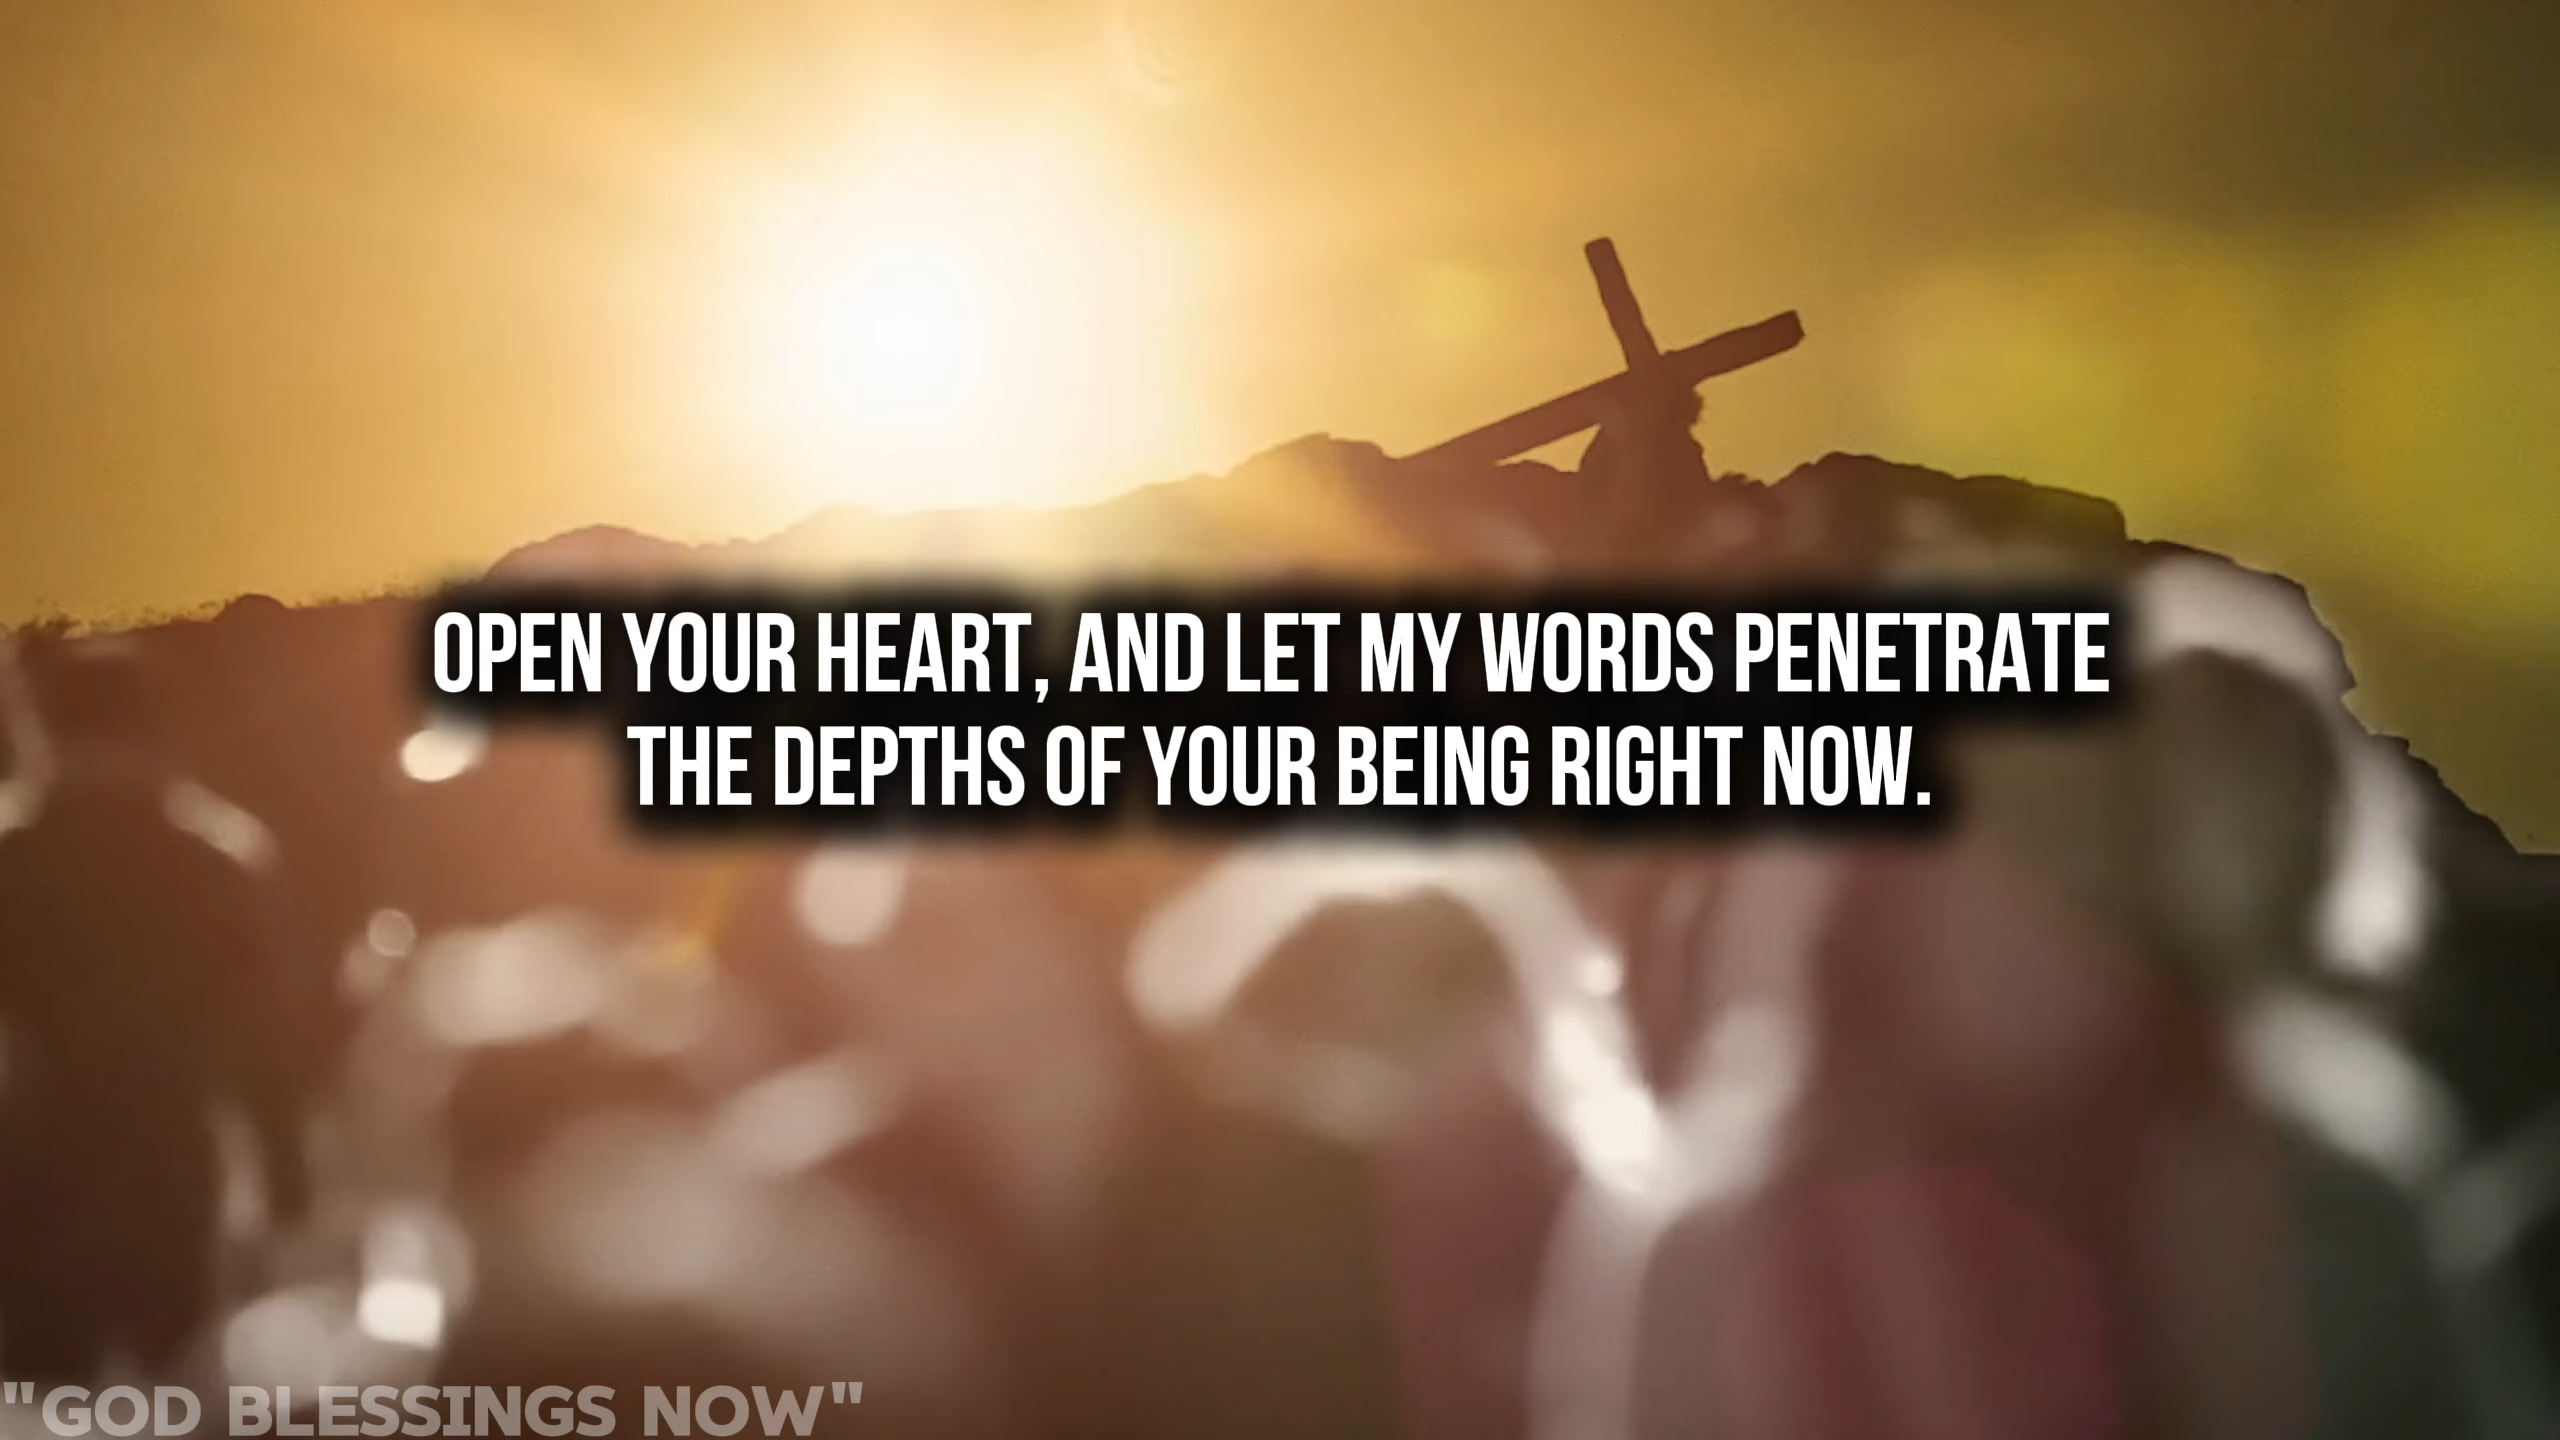 OPEN YOUR HEART, AND LET MY WORDS PENETRATE
THE DEPTHS OF YOUR BEING RIGHT NOW.
"GOD BLESSINGS NOW"